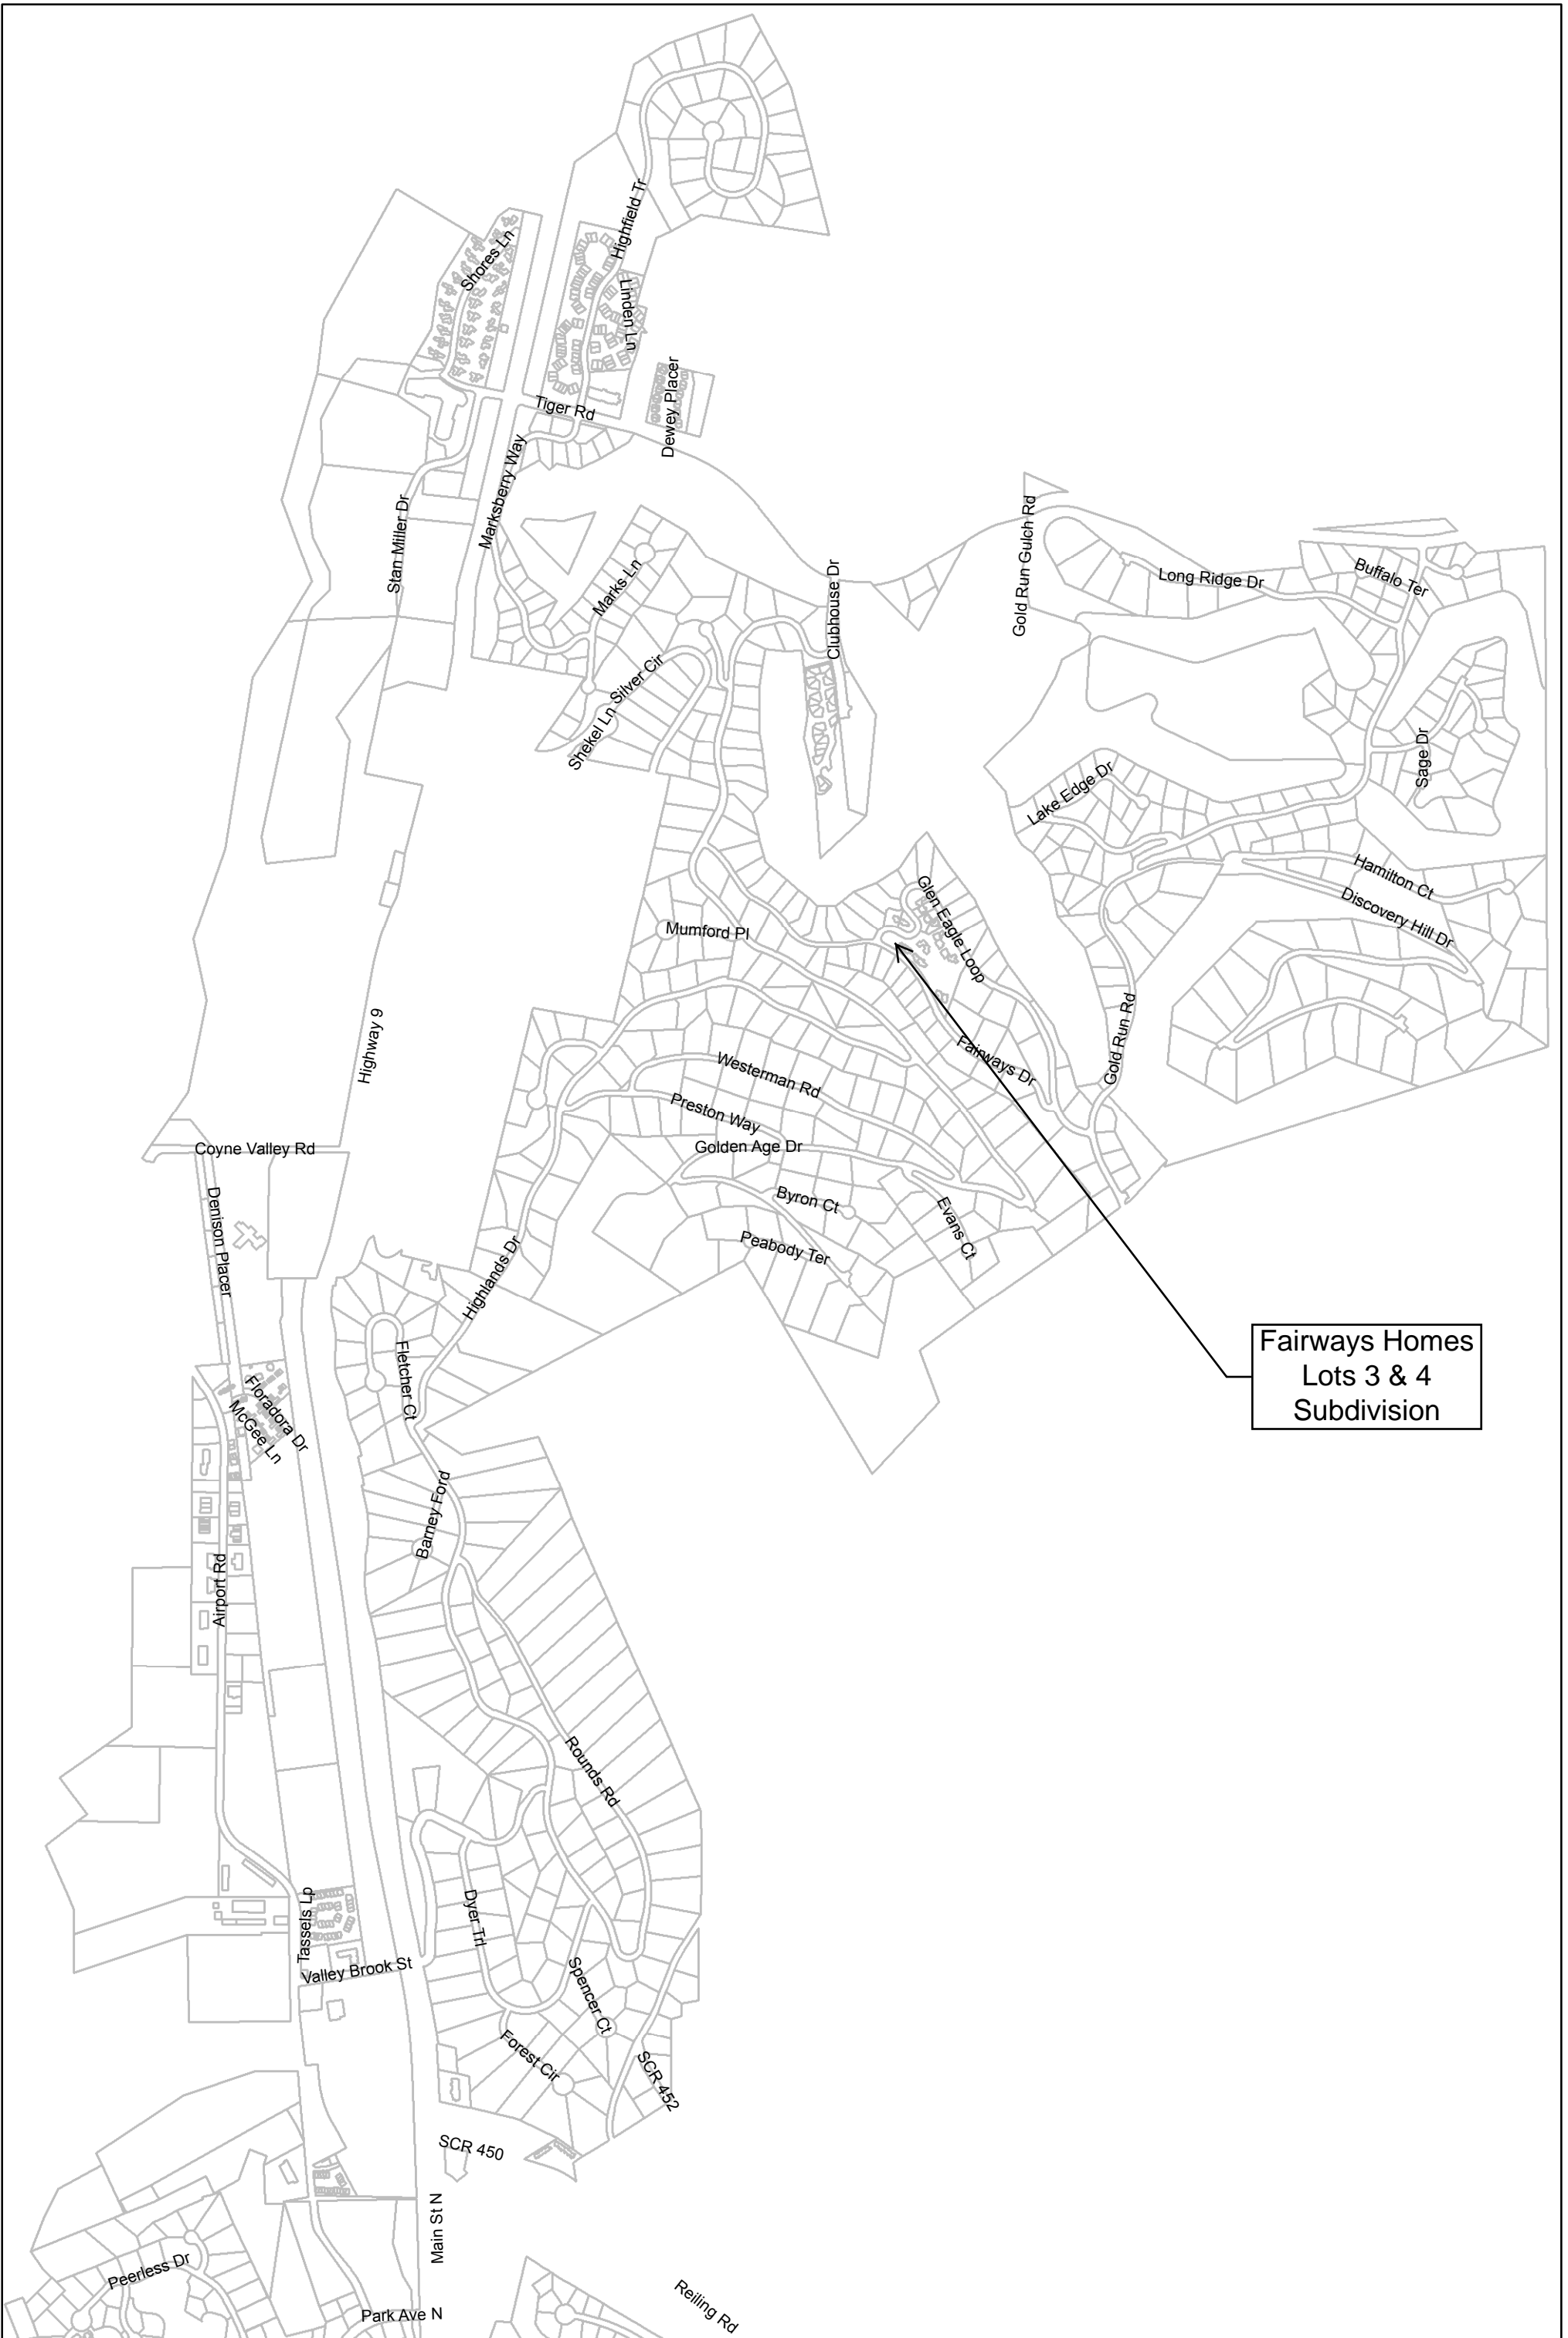 Highfield Tr
Shores Ln
Linden Ln
Dewey Placer
Tiger Rd
Marksberry Way
Stan Miller Dr
Gold Run Gulch Rd
Marks Ln
Clubhouse Dr
Long Ridge Dr
Buffalo Ter
Silver Cir
Shekel Ln
Sage Dr
Lake Edge Dr
Hamilton Ct
Discovery Hill Dr
Glen Eagle Loop
Mumford Pl
Highway 9
Gold Run Rd
Fairways Dr
Westerman Rd
Preston Way
Golden Age Dr
Coyne Valley Rd
Denison Placer
Byron Ct
Evans Ct
Peabody Ter
Highlands Dr
Fairways Homes
Lots 3 & 4
Subdivision
Fletcher Ct
Floradora Dr
McGee Ln
Barney Ford
Airport Rd
Rounds Rd
Tassels Lp
Dyer Trl
Valley Brook St
Spencer Ct
Forest Cir
SCR 452
SCR 450
Main St N
Peerless Dr
Park Ave N
Reiling Rd